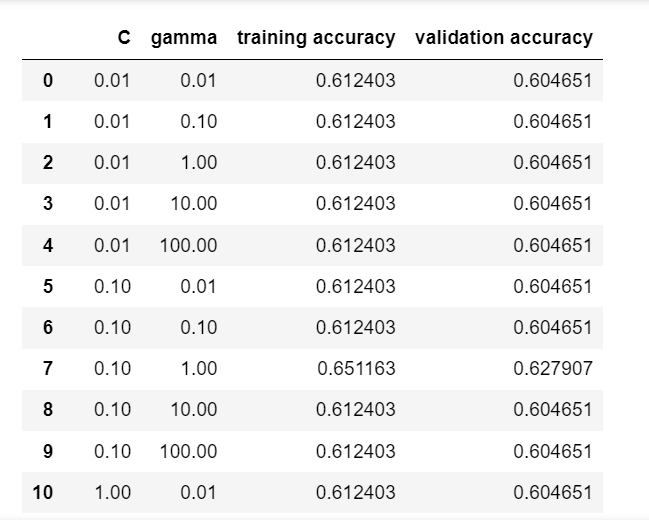 C gamma training accuracy validation accuracy
0 0.01 0.01 0.612403 0.604651
1 0.01 0.10 0.612403 0.604651
2 0.01 1.00 0.612403 0.604651
3 0.01 10.00 0.612403 0.604651
4 0.01 100.00 0.612403 0.604651
5 0.10 0.01 0.612403 0.604651
6 0.10 0.10 0.612403 0.604651
7 0.10 1.00 0.651163 0.627907
8 0.10 10.00 0.612403 0.604651
9 0.10 100.00 0.612403 0.604651
10 1.00 0.01 0.612403 0.604651